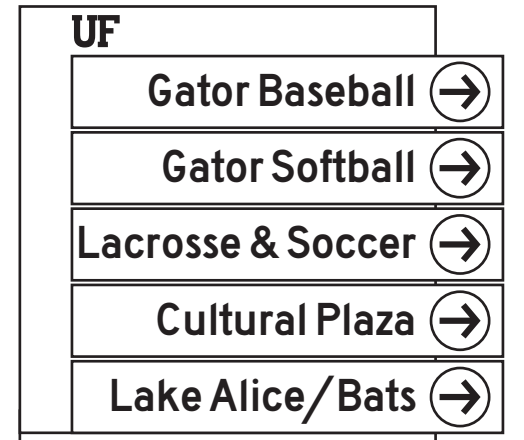 UF
Gator Baseball
Gator Softball
Lacrosse & Soccer
Cultural Plaza
Lake Alice/Bats